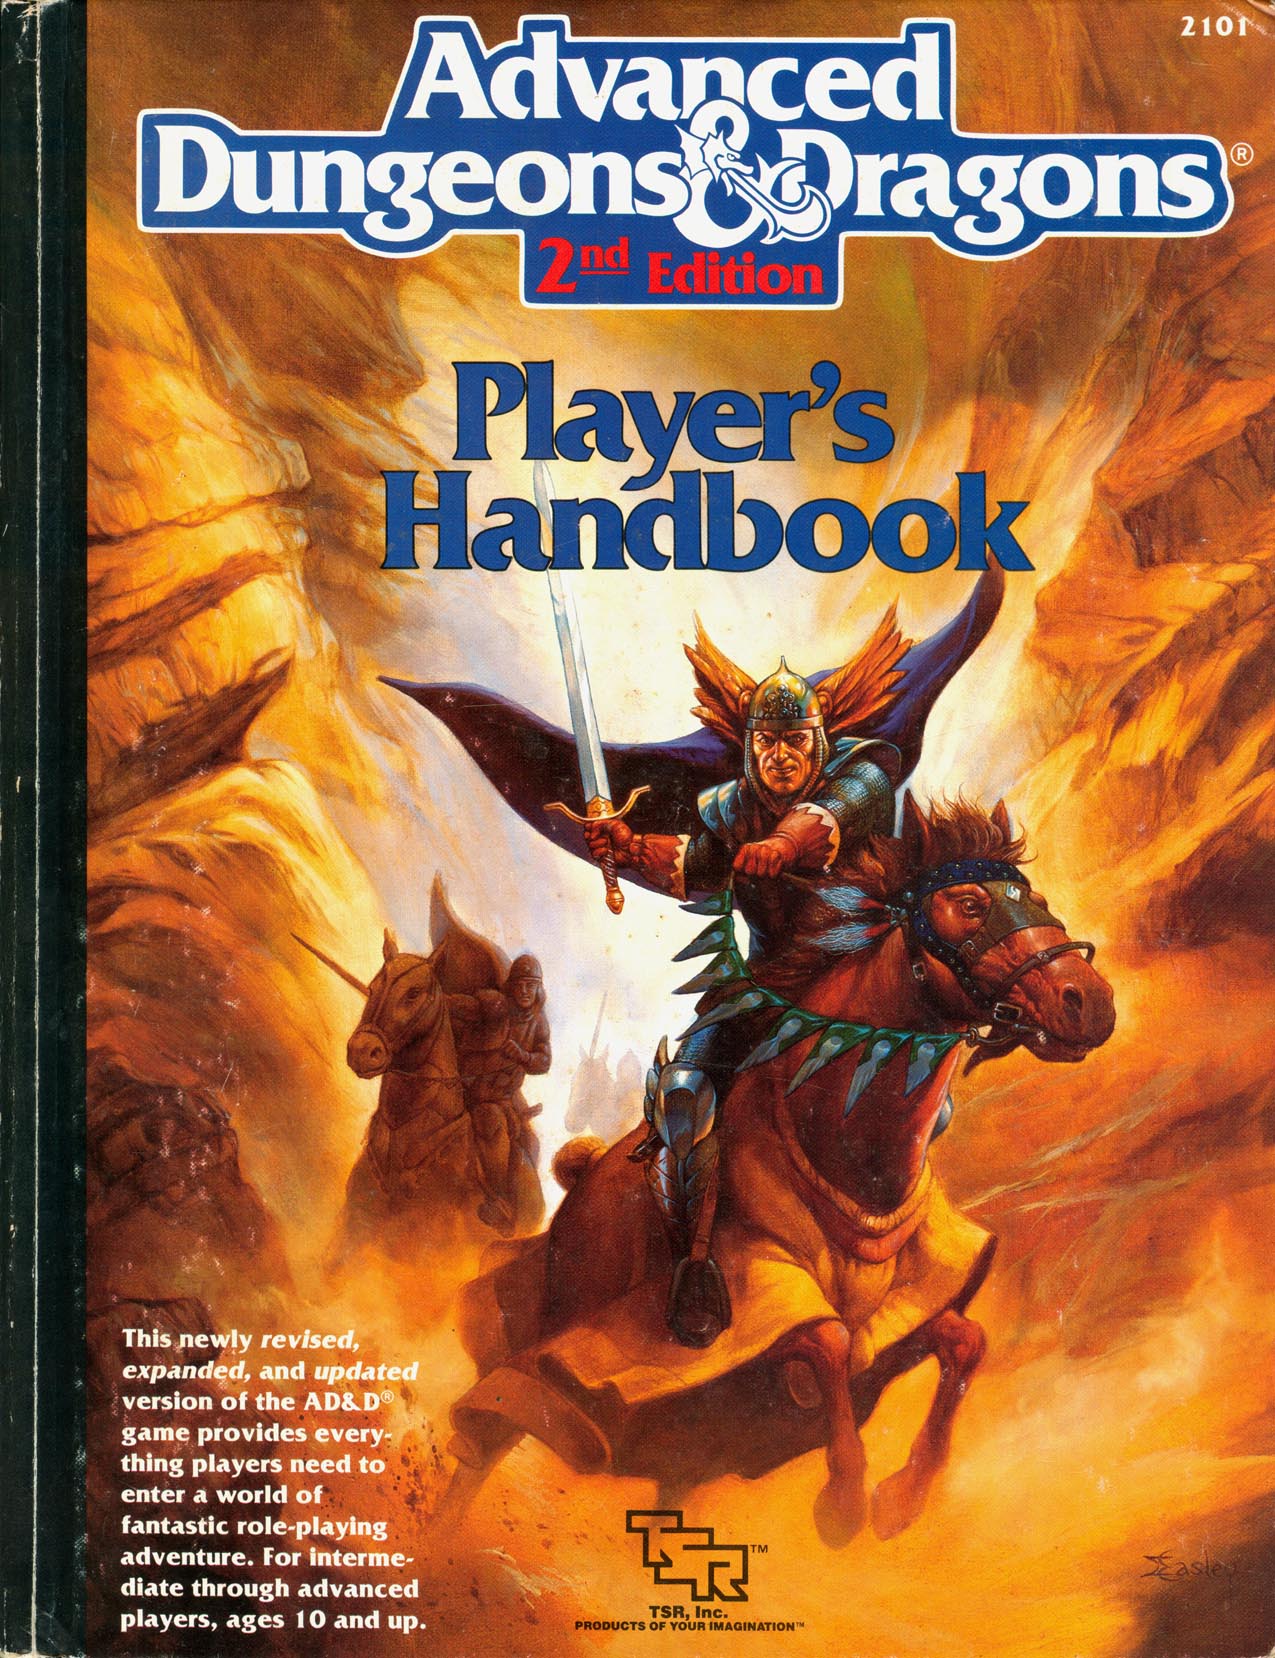 2101
Advanced
Dungeons & Dragons®
2nd Edition
Player's
Handbook
This newly revised,
expanded, and updated
version of the AD&D®
game provides every-
thing players need to
enter a world of
fantastic role-playing
adventure. For interme-
diate through advanced
players, ages 10 and up.
TSR™
TSR, Inc.
PRODUCTS OF YOUR IMAGINATION™
Easley